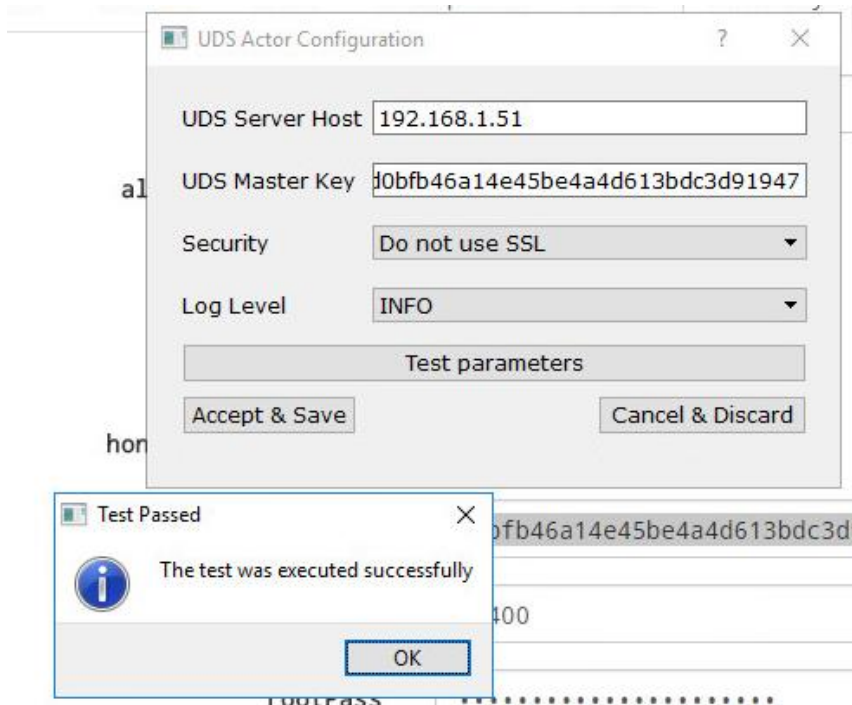 UDS Actor Configuration ?
UDS Server Host 192.168.1.51
UDS Master Key d0bfb46a14e45be4a4d613bdc3d91947
al
Security Do not use SSL
Log Level INFO
Test parameters
Accept & Save Cancel & Discard
hon
Test Passed
bfb46a14e45be4a4d613bdc3d
The test was executed successfully
400
OK
rootPass